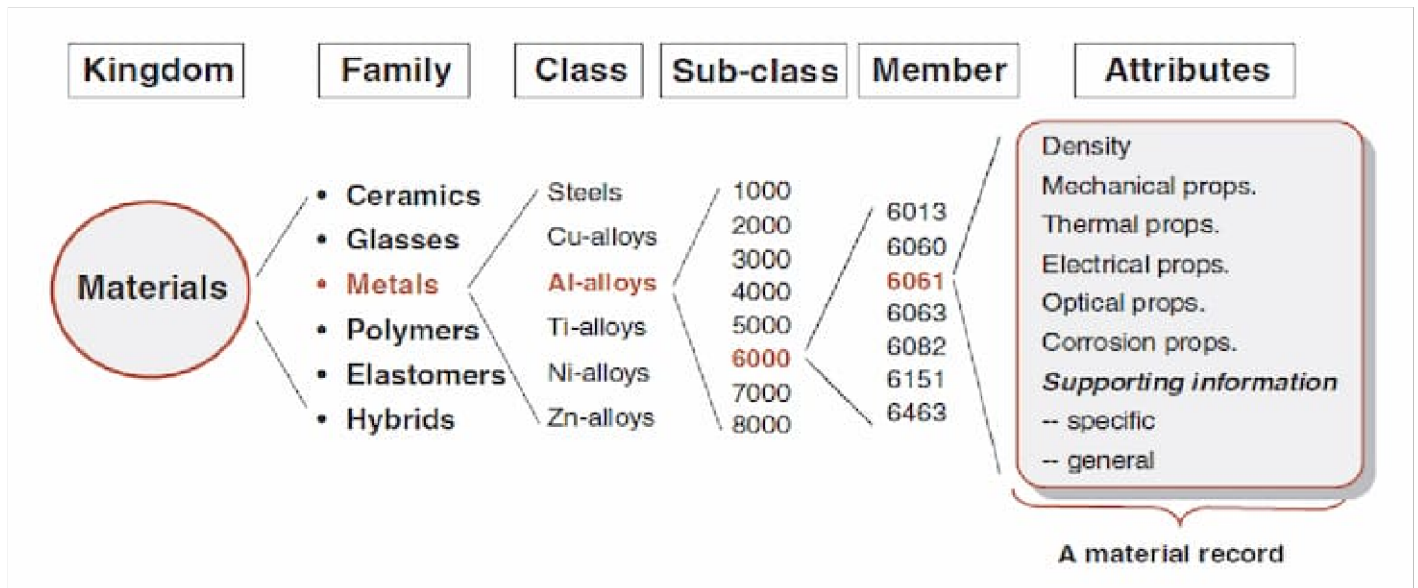 Kingdom
Family
Class
Sub-class
Member
Attributes
Materials
• Ceramics
• Glasses
• Metals
• Polymers
• Elastomers
• Hybrids
Steels
Cu-alloys
Al-alloys
Ti-alloys
Ni-alloys
Zn-alloys
1000
2000
3000
4000
5000
6000
7000
8000
6013
6060
6061
6063
6082
6151
6463
Density
Mechanical props.
Thermal props.
Electrical props.
Optical props.
Corrosion props.
Supporting information
-- specific
-- general
A material record